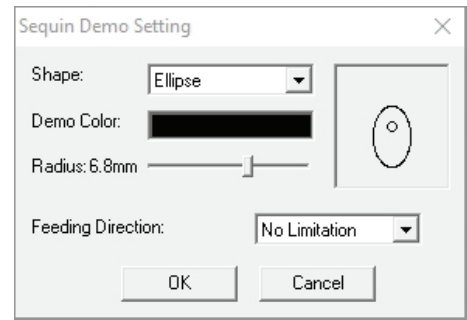 Sequin Demo Setting
Shape: Ellipse
Demo Color:
Radius: 6.8mm
Feeding Direction: No Limitation
OK Cancel